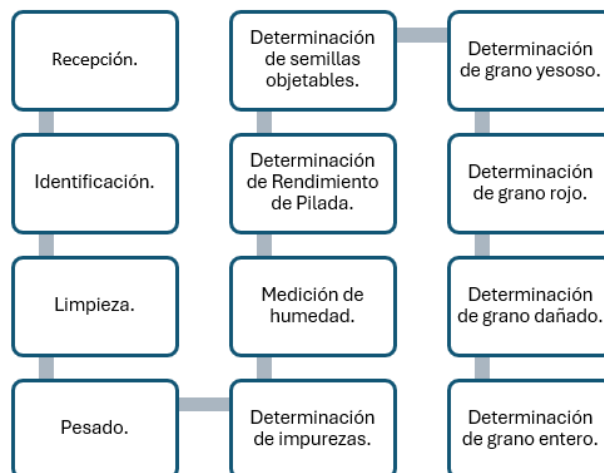 Recepción.
Identificación.
Limpieza.
Pesado.
Determinación
de impurezas.
Medición de
humedad.
Determinación
de Rendimiento
de Pilada.
Determinación
de semillas
objetables.
Determinación
de grano yesoso.
Determinación
de grano rojo.
Determinación
de grano dañado.
Determinación
de grano entero.